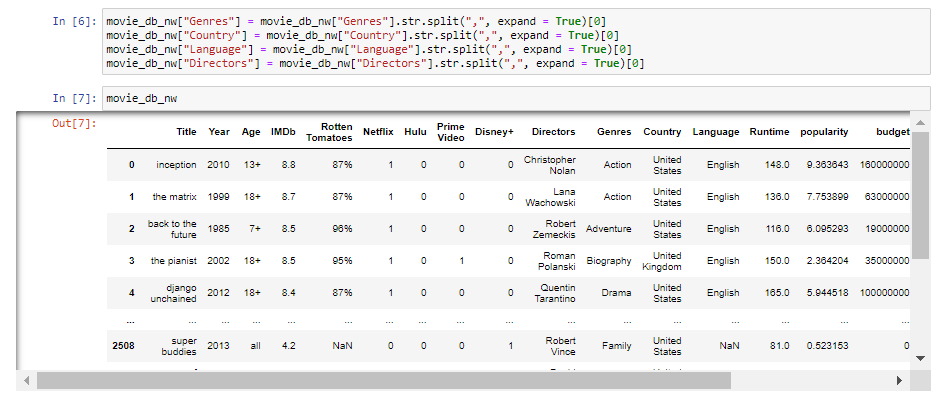 In [6]: movie_db_nw["Genres"] = movie_db_nw["Genres"].str.split(",", expand = True)[0]
movie_db_nw["Country"] = movie_db_nw["Country"].str.split(",", expand = True)[0]
movie_db_nw["Language"] = movie_db_nw["Language"].str.split(",", expand = True)[0]
movie_db_nw["Directors"] = movie_db_nw["Directors"].str.split(",", expand = True)[0]
In [7]: movie_db_nw
Out[7]:
Title Year Age IMDb Rotten Tomatoes Netflix Hulu Prime Video Disney+ Directors Genres Country Language Runtime popularity budget
0 inception 2010 13+ 8.8 87% 1 0 0 0 Christopher Nolan Action United States English 148.0 9.363643 160000000
1 the matrix 1999 18+ 8.7 87% 1 0 0 0 Lana Wachowski Action United States English 136.0 7.753899 63000000
2 back to the future 1985 7+ 8.5 96% 1 0 0 0 Robert Zemeckis Adventure United States English 116.0 6.095293 19000000
3 the pianist 2002 18+ 8.5 95% 1 0 1 0 Roman Polanski Biography United Kingdom English 150.0 2.364204 35000000
4 django unchained 2012 18+ 8.4 87% 1 0 0 0 Quentin Tarantino Drama United States English 165.0 5.944518 100000000
... ... ... ... ... ... ... ... ... ... ... ... ... ... ... ... ...
2508 super buddies 2013 all 4.2 NaN 0 0 0 1 Robert Vince Family United States NaN 81.0 0.523153 0